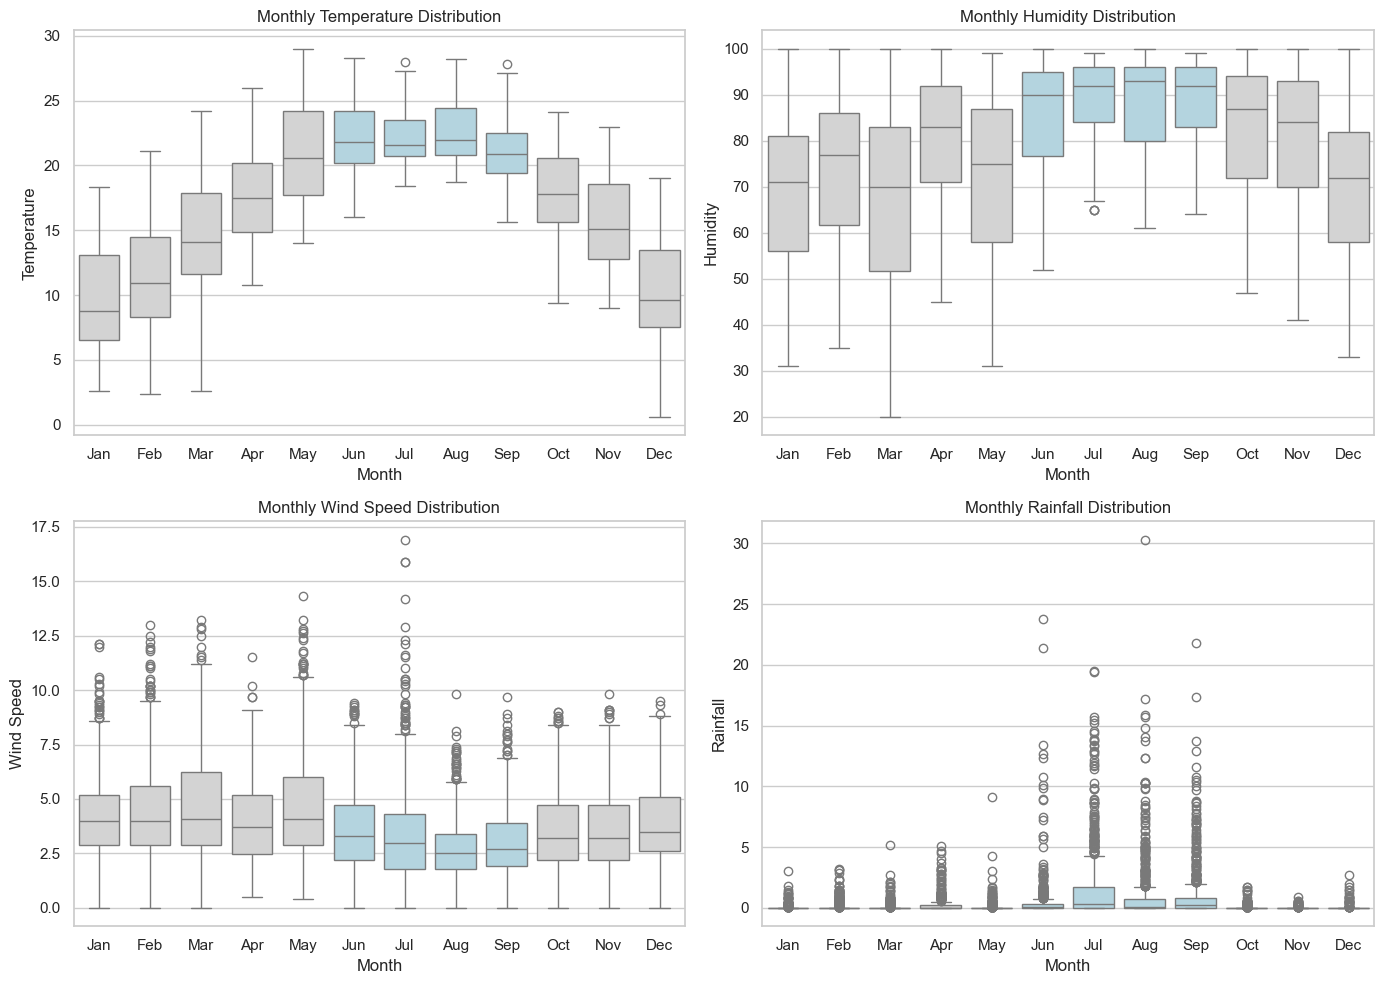 Monthly Temperature Distribution
30
25
20
15
10
5
0
Temperature
Jan Feb Mar Apr May Jun Jul Aug Sep Oct Nov Dec
Month
Monthly Humidity Distribution
100
90
80
70
60
50
40
30
20
Humidity
Jan Feb Mar Apr May Jun Jul Aug Sep Oct Nov Dec
Month
Monthly Wind Speed Distribution
17.5
15.0
12.5
10.0
7.5
5.0
2.5
0.0
Wind Speed
Jan Feb Mar Apr May Jun Jul Aug Sep Oct Nov Dec
Month
Monthly Rainfall Distribution
30
25
20
15
10
5
0
Rainfall
Jan Feb Mar Apr May Jun Jul Aug Sep Oct Nov Dec
Month